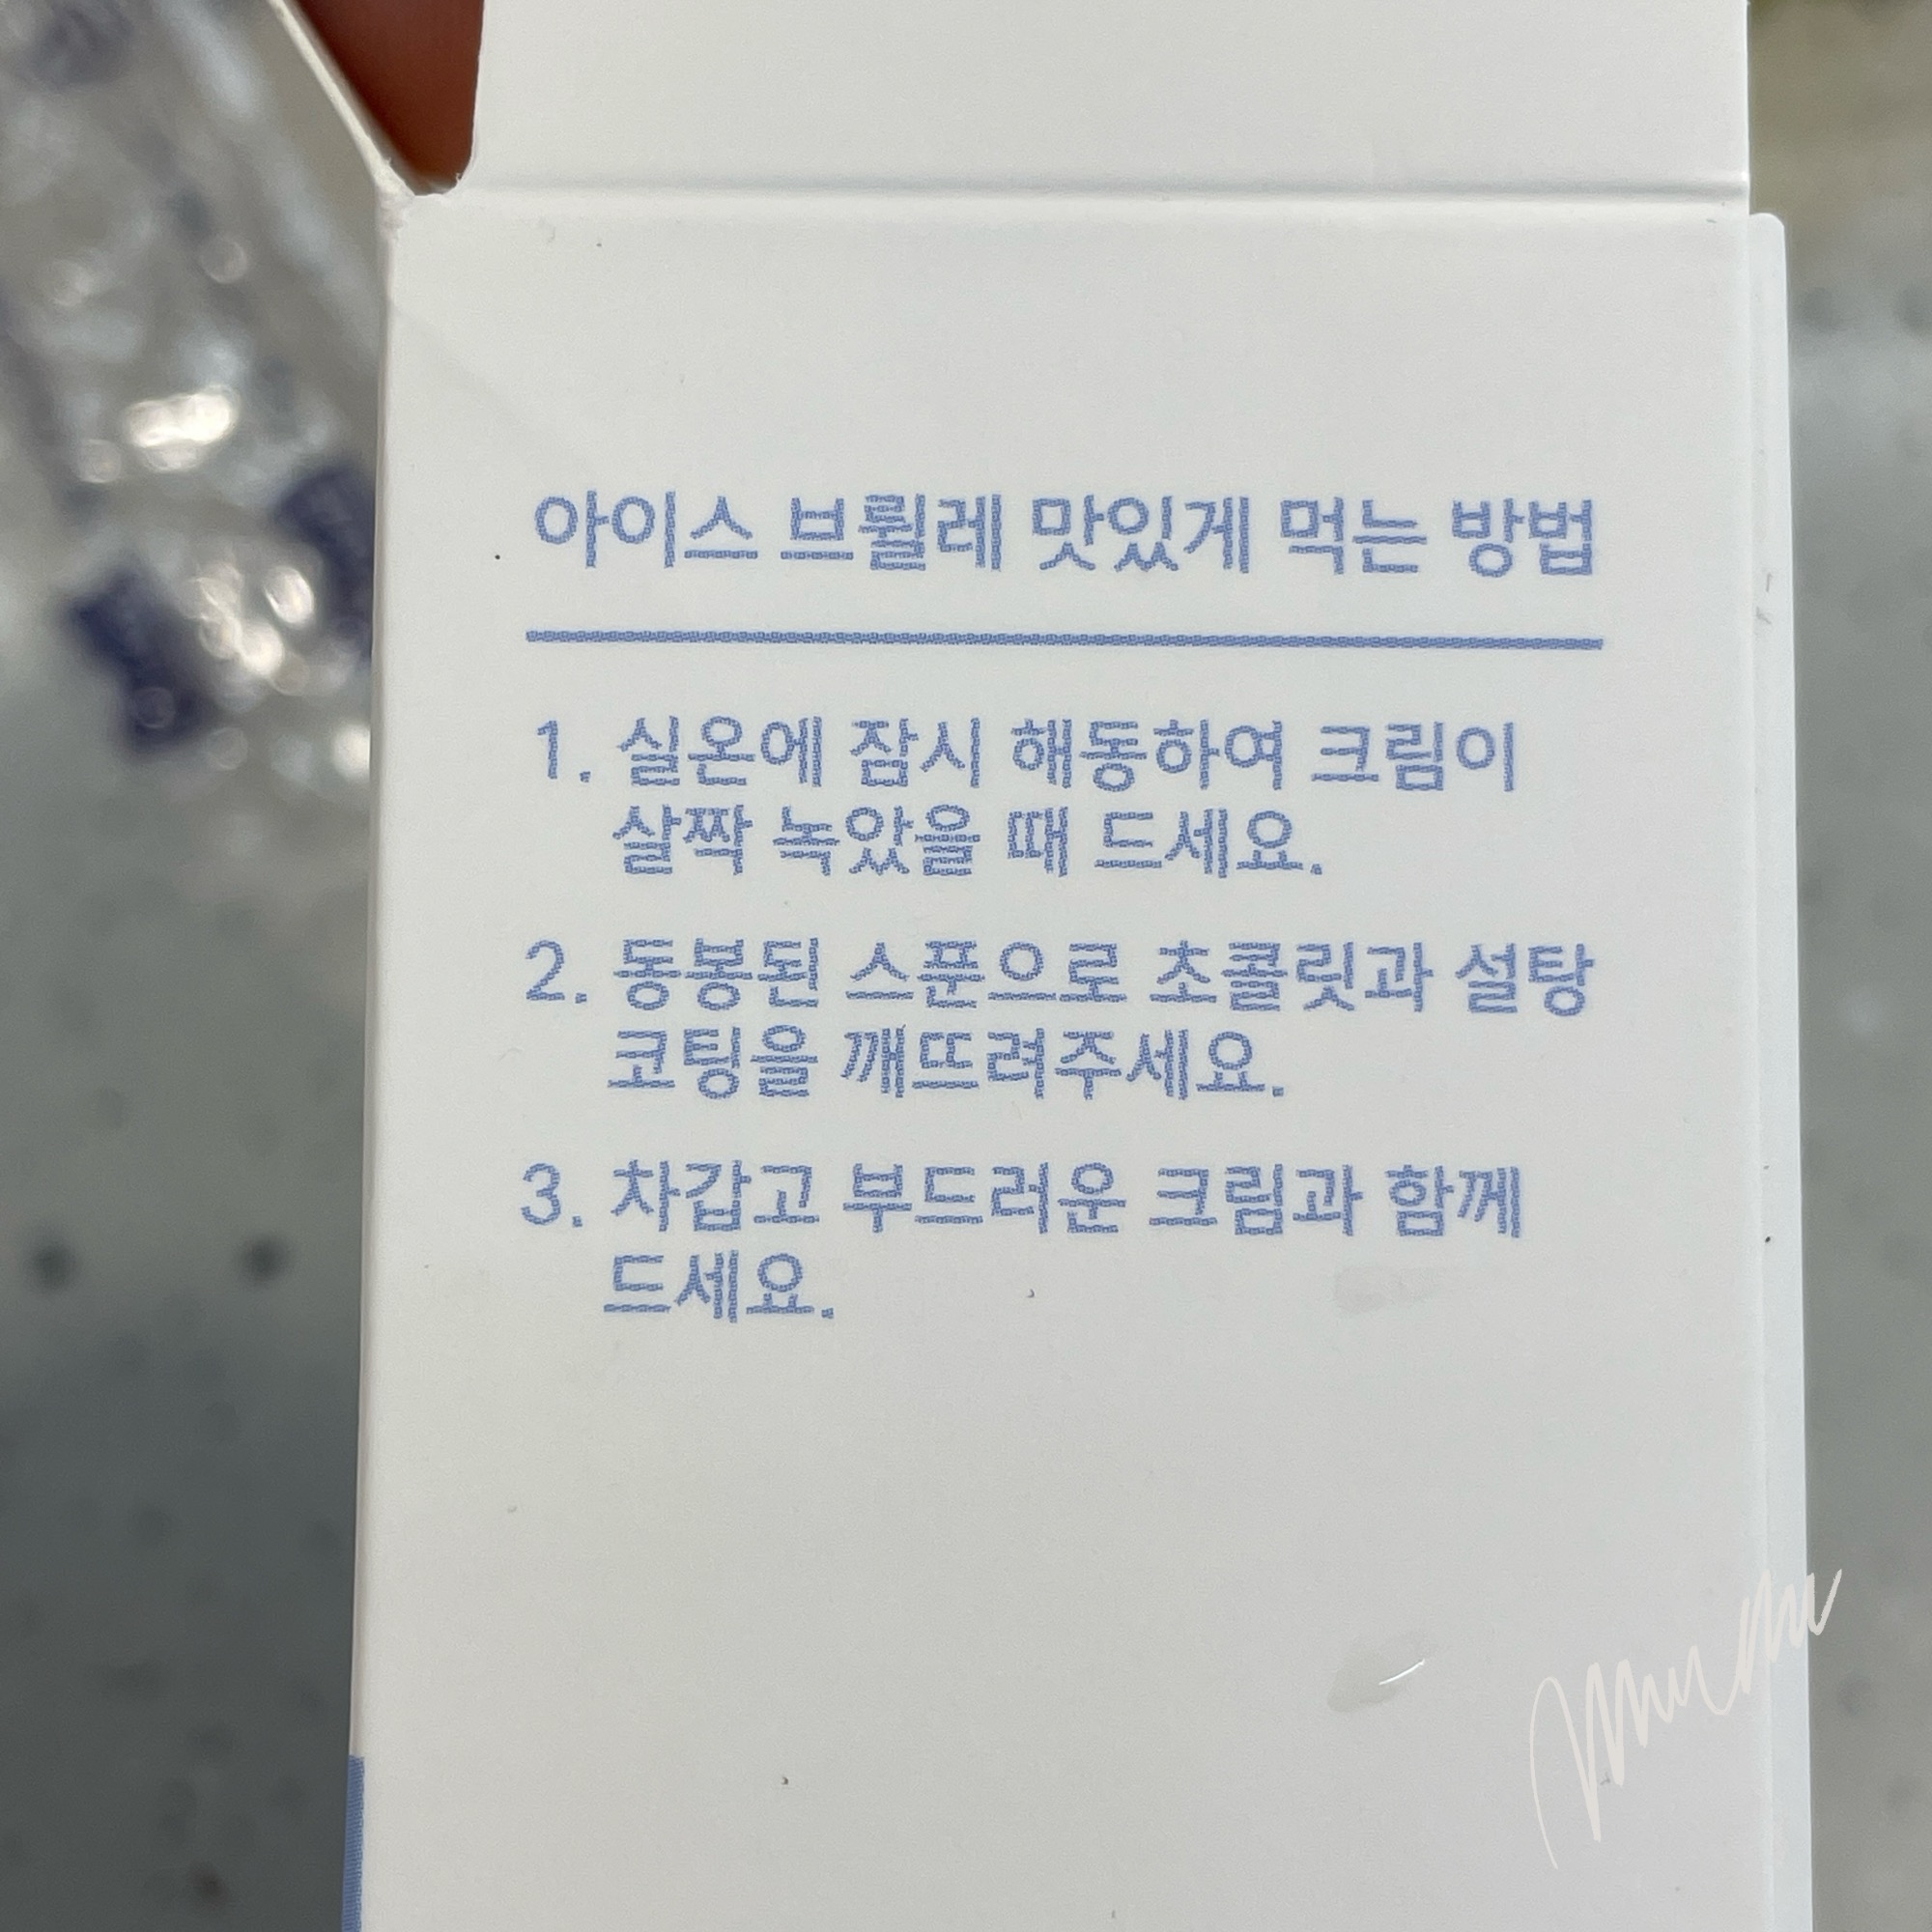 아이스 브륄레 맛있게 먹는 방법
1. 실온에 잠시 해동하여 크림이
살짝 녹았을 때 드세요.
2. 동봉된 스푼으로 초콜릿과 설탕
코팅을 깨뜨려주세요.
3. 차갑고 부드러운 크림과 함께
드세요.